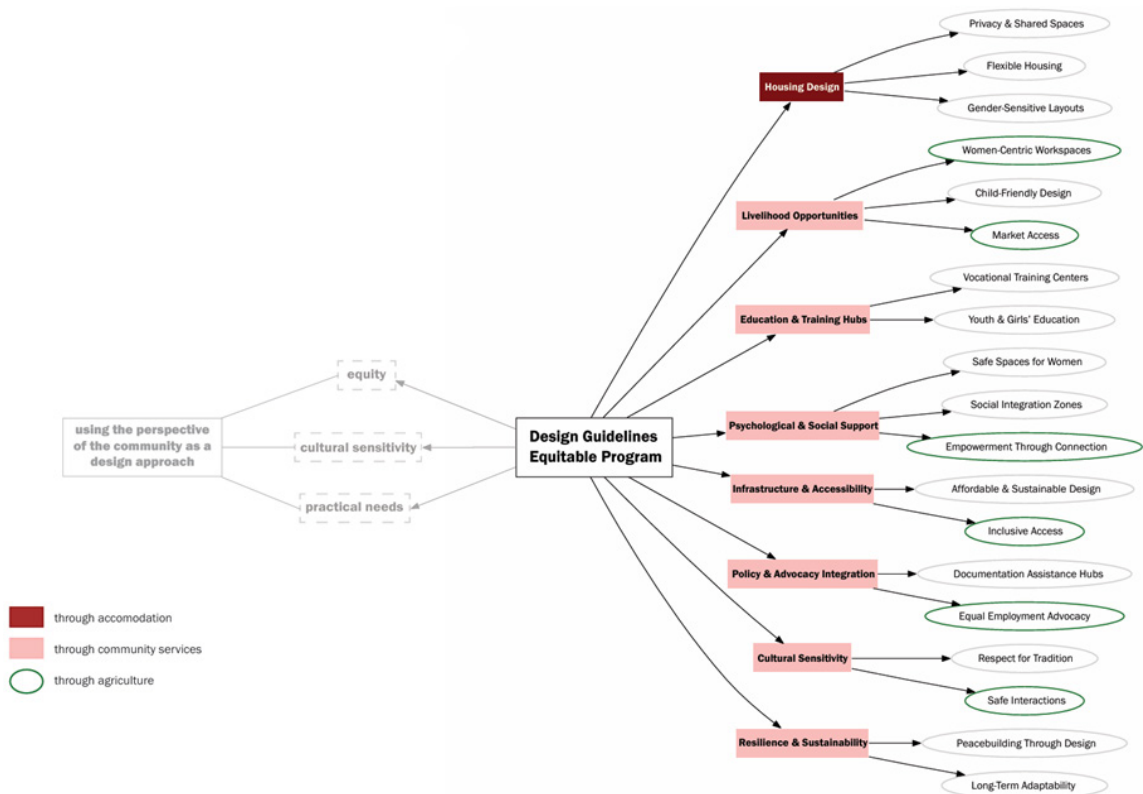 Privacy & Shared Spaces
Housing Design
Flexible Housing
Gender-Sensitive Layouts
Women-Centric Workspaces
Livelihood Opportunities
Child-Friendly Design
Market Access
Vocational Training Centers
Education & Training Hubs
Youth & Girls' Education
Safe Spaces for Women
Psychological & Social Support
Social Integration Zones
Empowerment Through Connection
Infrastructure & Accessibility
Affordable & Sustainable Design
Inclusive Access
Policy & Advocacy Integration
Documentation Assistance Hubs
Equal Employment Advocacy
Cultural Sensitivity
Respect for Tradition
Safe Interactions
Resilience & Sustainability
Peacebuilding Through Design
Long-Term Adaptability
Design Guidelines
Equitable Program
equity
cultural sensitivity
practical needs
using the perspective
of the community as a
design approach
through accomodation
through community services
through agriculture